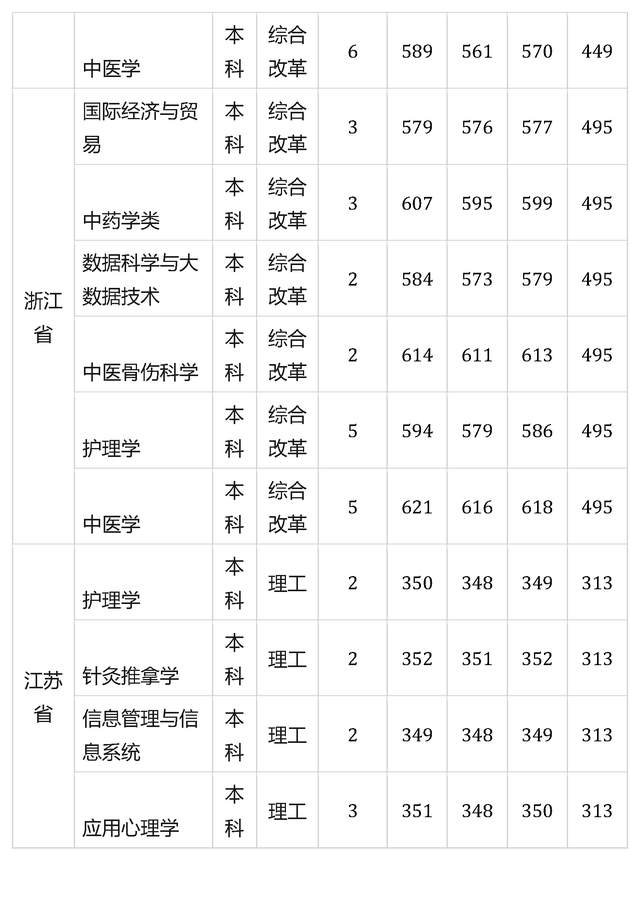 中医学 本科 综合改革 6 589 561 570 449
浙江省
国际经济与贸易 本科 综合改革 3 579 576 577 495
中药学类 本科 综合改革 3 607 595 599 495
数据科学与大数据技术 本科 综合改革 2 584 573 579 495
中医骨伤科学 本科 综合改革 2 614 611 613 495
护理学 本科 综合改革 5 594 579 586 495
中医学 本科 综合改革 5 621 616 618 495
江苏省
护理学 本科 理工 2 350 348 349 313
针灸推拿学 本科 理工 2 352 351 352 313
信息管理与信息系统 本科 理工 2 349 348 349 313
应用心理学 本科 理工 3 351 348 350 313